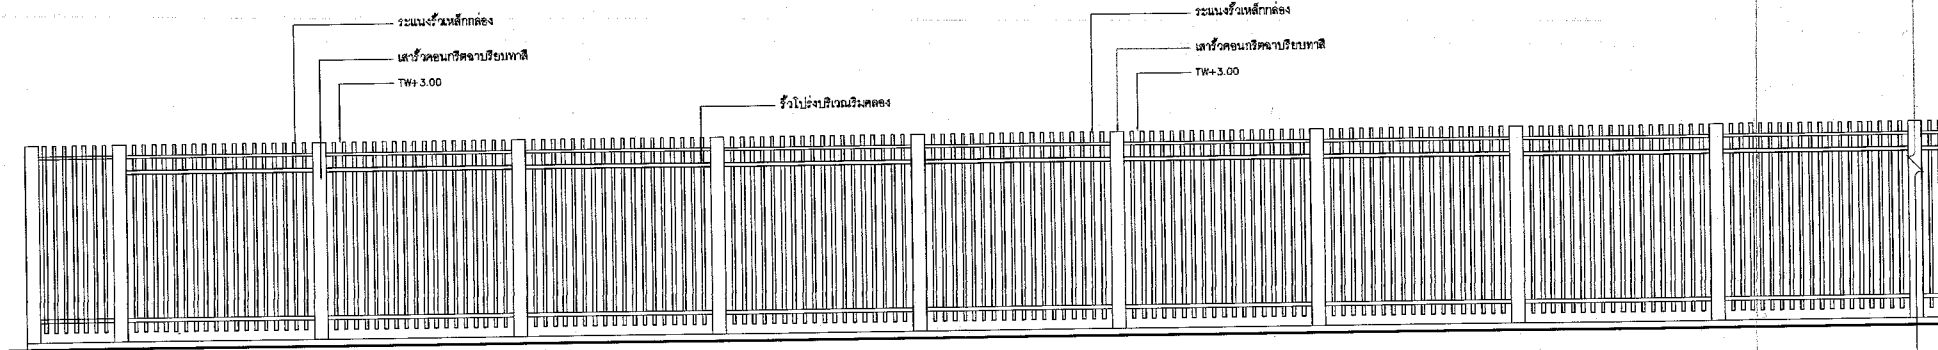 ระแนงรั้วเหล็กกล่อง
เสารั้วคอนกรีตฉาบเรียบทาสี
TW+3.00
รั้วโปร่งบริเวณริมคลอง
ระแนงรั้วเหล็กกล่อง
เสารั้วคอนกรีตฉาบเรียบทาสี
TW+3.00